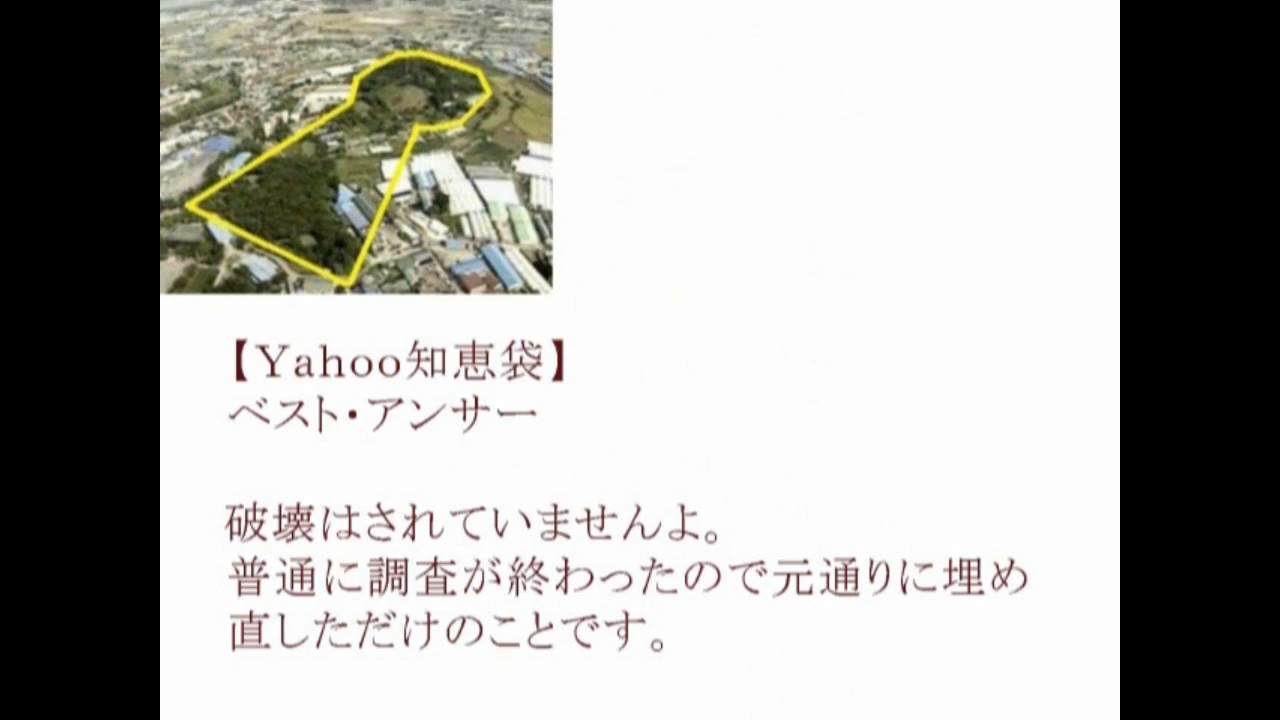 【Yahoo知恵袋】
ベスト・アンサー
破壊はされていませんよ。
普通に調査が終わったので元通りに埋め
直しただけのことです。